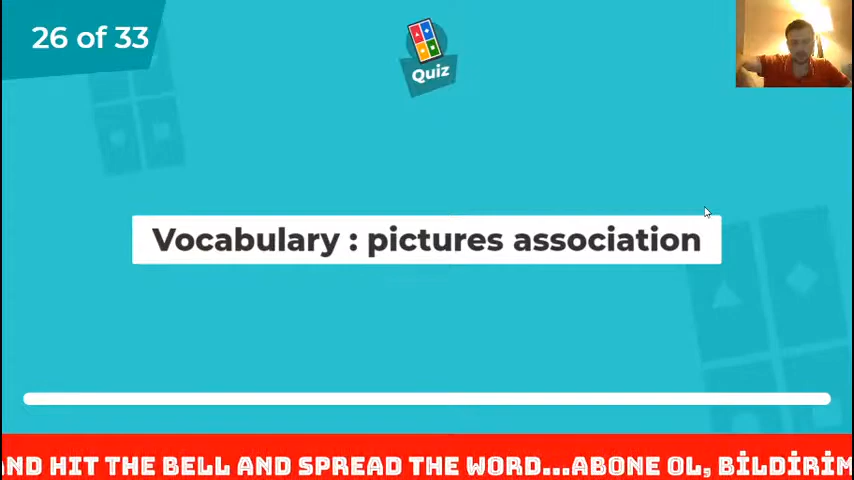 26 of 33
Quiz
Vocabulary : pictures association
AND HIT THE BELL AND SPREAD THE WORD...ABONE OL, BİLDİRİM